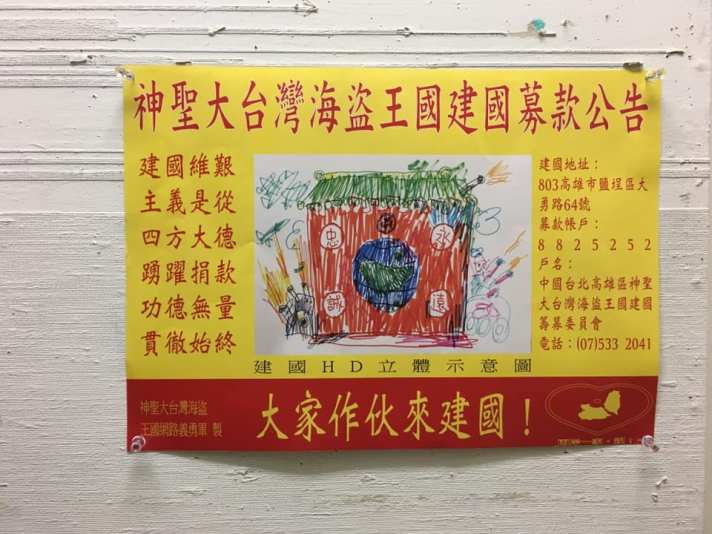 神聖大台灣海盜王國建國募款公告
建國維艱
主義是從
四方大德
踴躍捐款
功德無量
貫徹始終
忠
永
誠
遠
建國HD立體示意圖
建國地址：
803高雄市鹽埕區大
勇路64號
募款帳戶：
8825252
戶名：
中國台北高雄區神聖
大台灣海盜王國建國
籌募委員會
電話：(07)533 2041
神聖大台灣海盜
王國網路義勇軍 製
大家作伙來建國！